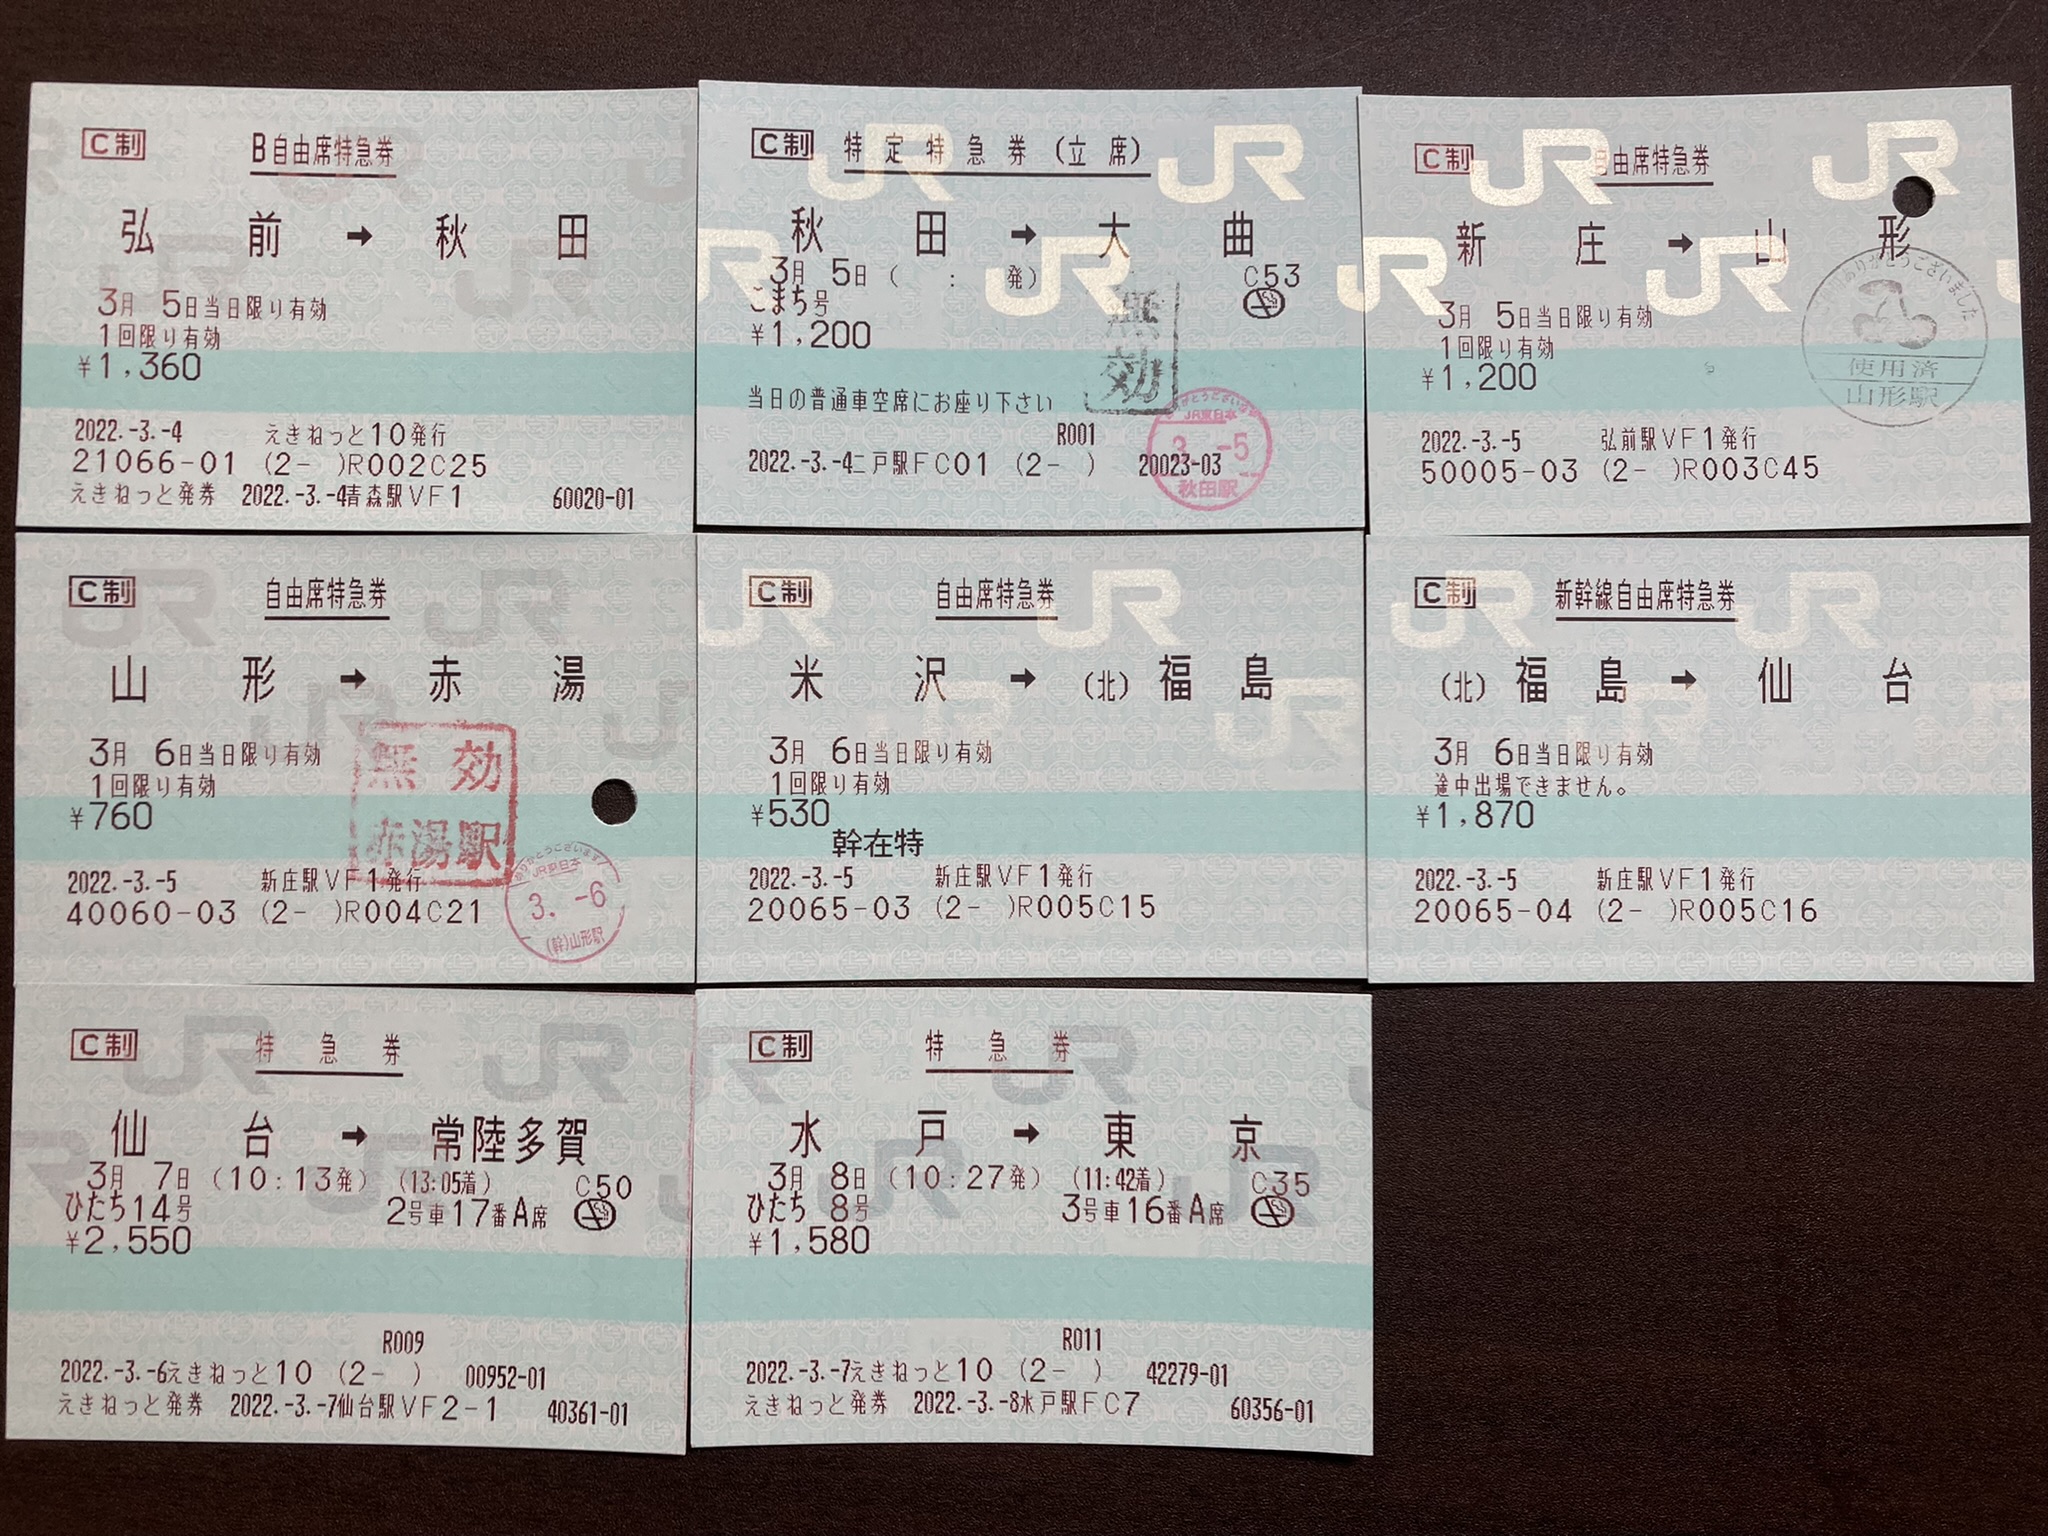 C制 B自由席特急券
弘前→秋田
3月 5日当日限り有効
1回限り有効
¥1,360
2022.-3.-4 えきねっと10発行
21066-01 (2- )R002C25
えきねっと発券 2022.-3.-4青森駅VF1 60020-01
C制 特定特急券(立席)
秋田→大曲
3月 5日( : 発) C53
こまち号
¥1,200
無効
当日の普通車空席にお座り下さい
R001
2022.-3.-4二戸駅FC01 (2- ) 20023-03
JR東日本
3.-5
秋田駅
C制 自由席特急券
新庄→山形
3月 5日当日限り有効
1回限り有効
¥1,200
ありがとうございました
使用済
山形駅
2022.-3.-5 弘前駅VF1発行
50005-03 (2- )R003C45
C制 自由席特急券
山形→赤湯
3月 6日当日限り有効
1回限り有効
¥760
無効
赤湯駅
2022.-3.-5 新庄駅VF1発行
40060-03 (2- )R004C21
ありがとうございます
JR東日本
3.-6
(幹)山形駅
C制 自由席特急券
米沢→(北)福島
3月 6日当日限り有効
1回限り有効
¥530
幹在特
2022.-3.-5 新庄駅VF1発行
20065-03 (2- )R005C15
C制 新幹線自由席特急券
(北)福島→仙台
3月 6日当日限り有効
途中出場できません。
¥1,870
2022.-3.-5 新庄駅VF1発行
20065-04 (2- )R005C16
C制 特急券
仙台→常陸多賀
3月 7日(10:13発) (13:05着) C50
ひたち14号 2号車17番A席
¥2,550
R009
2022.-3.-6えきねっと10 (2- ) 00952-01
えきねっと発券 2022.-3.-7仙台駅VF2-1 40361-01
C制 特急券
水戸→東京
3月 8日(10:27発) (11:42着) C35
ひたち 8号 3号車16番A席
¥1,580
R011
2022.-3.-7えきねっと10 (2- ) 42279-01
えきねっと発券 2022.-3.-8水戸駅FC7 60356-01